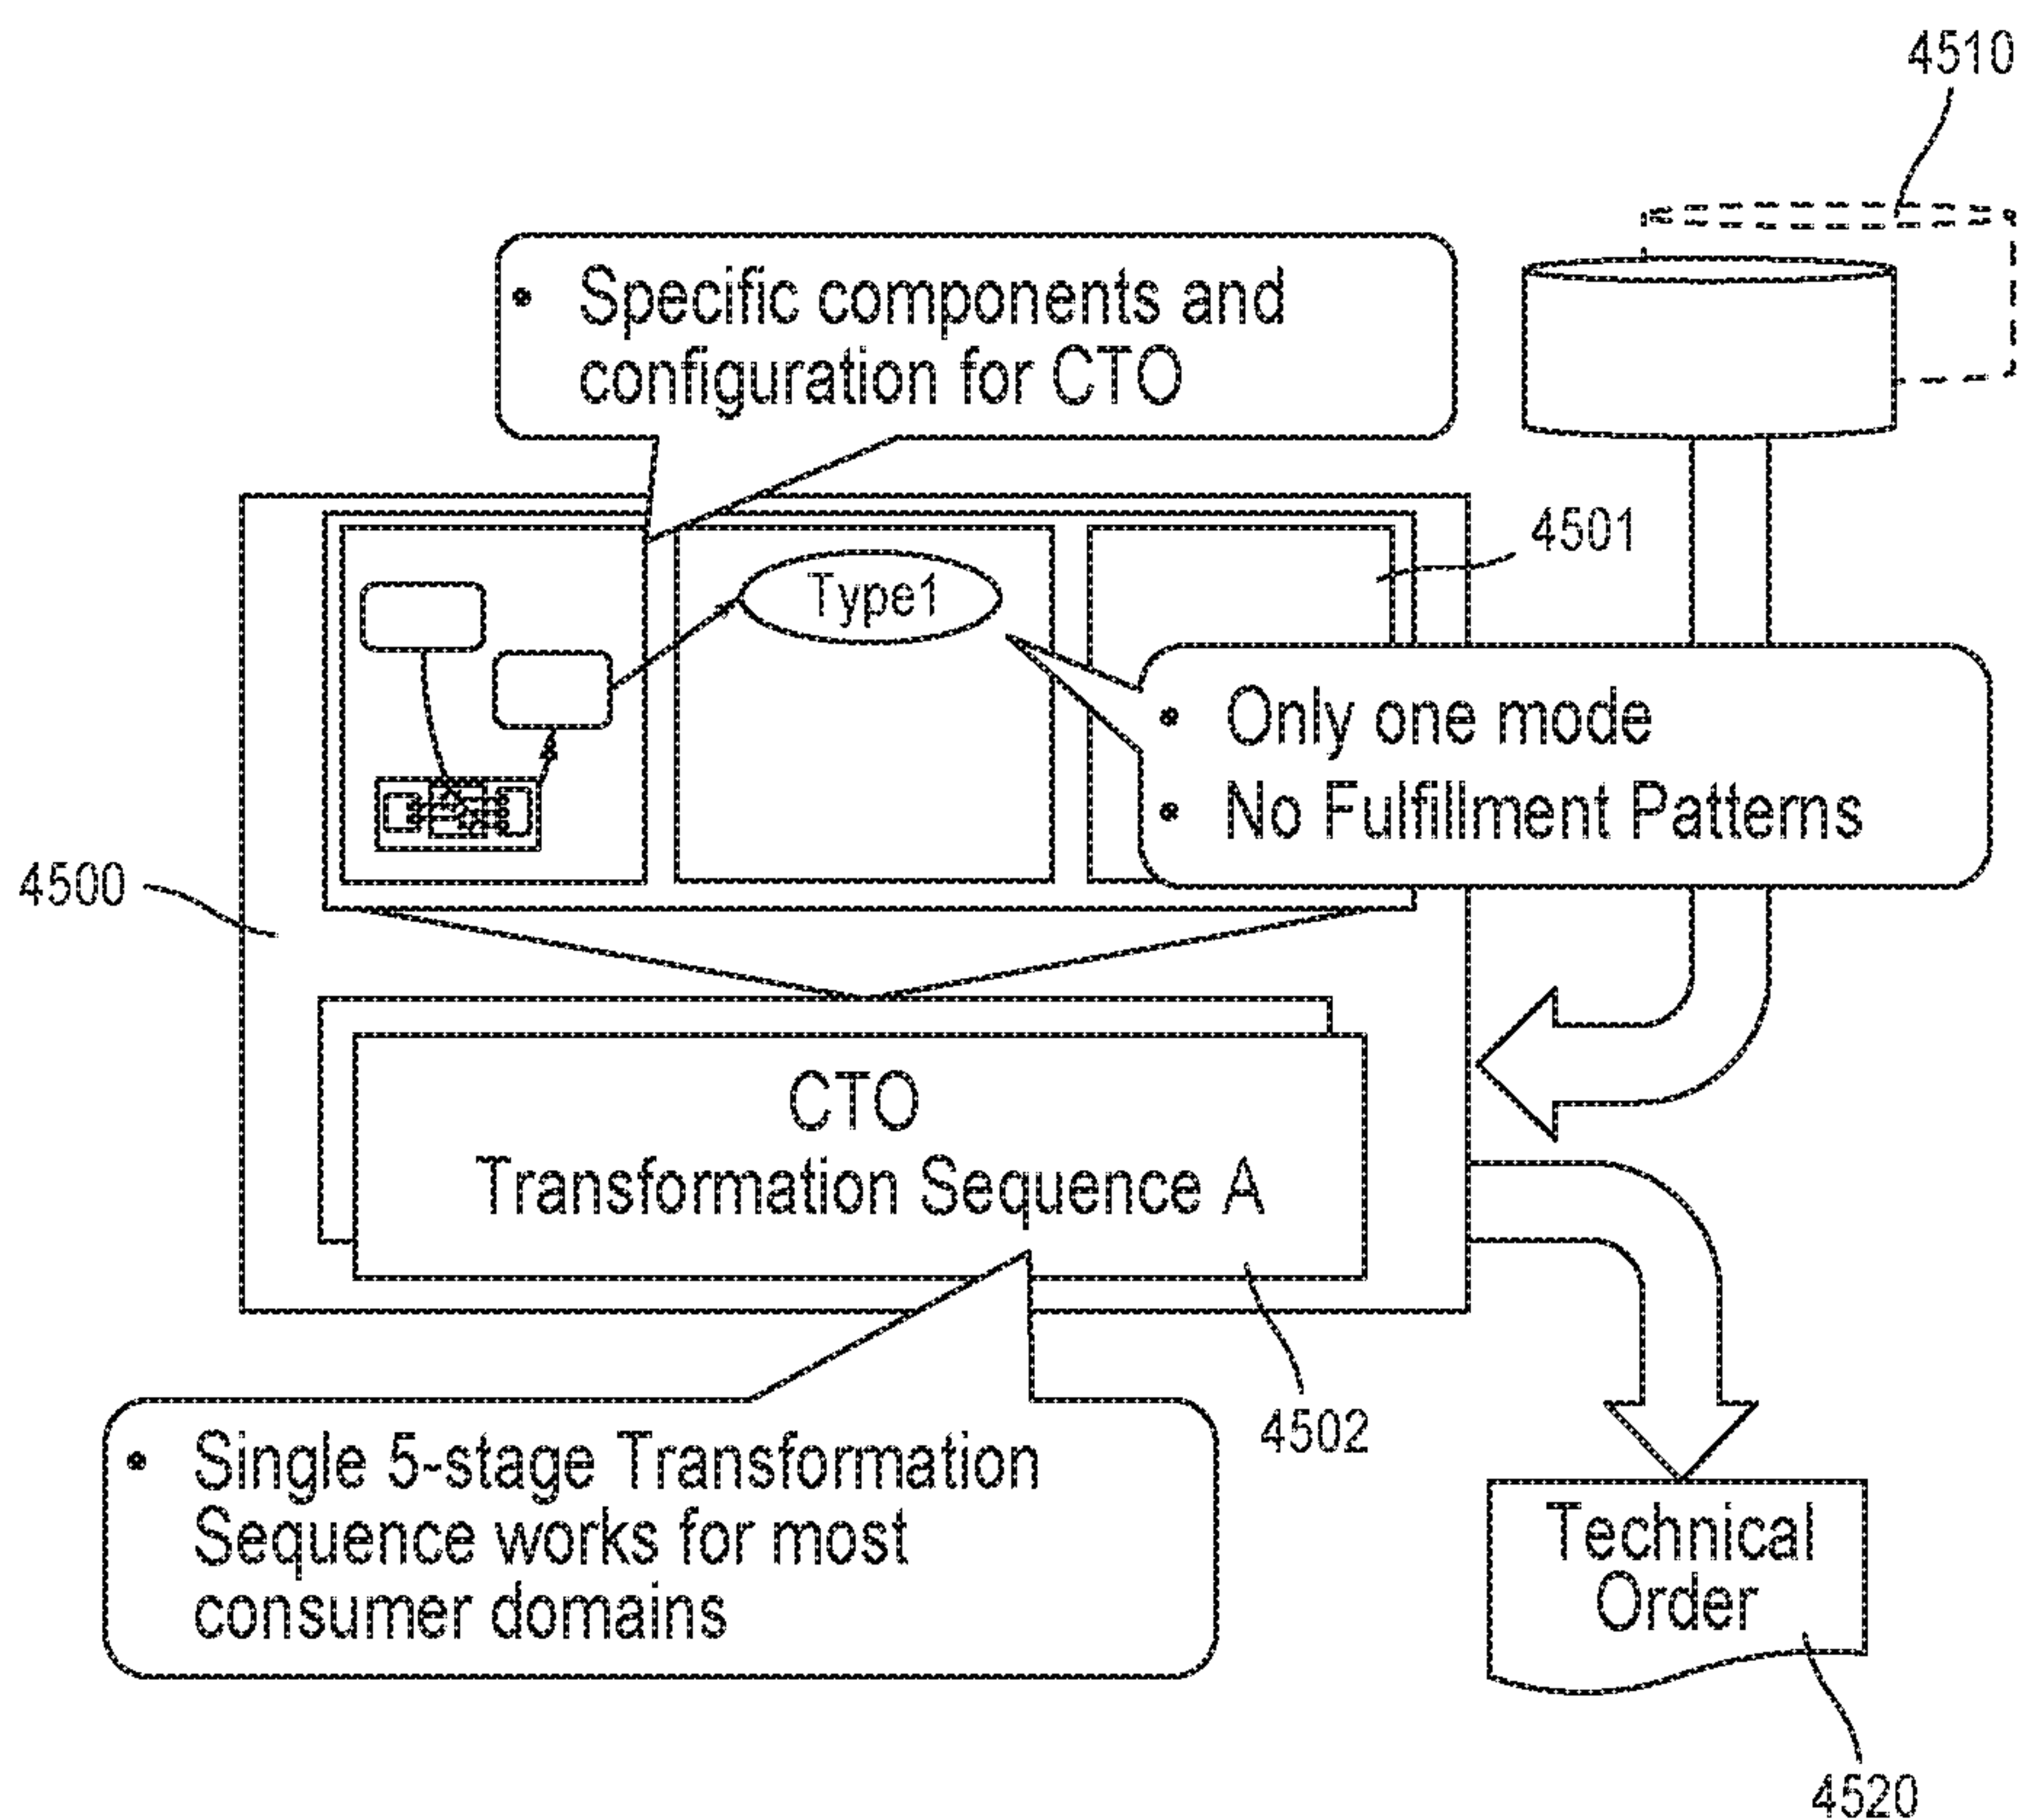 4510
• Specific components and
configuration for CTO
4501
Type1
• Only one mode
• No Fulfillment Patterns
4500
CTO
Transformation Sequence A
4502
• Single 5-stage Transformation
Sequence works for most
consumer domains
Technical
Order
4520